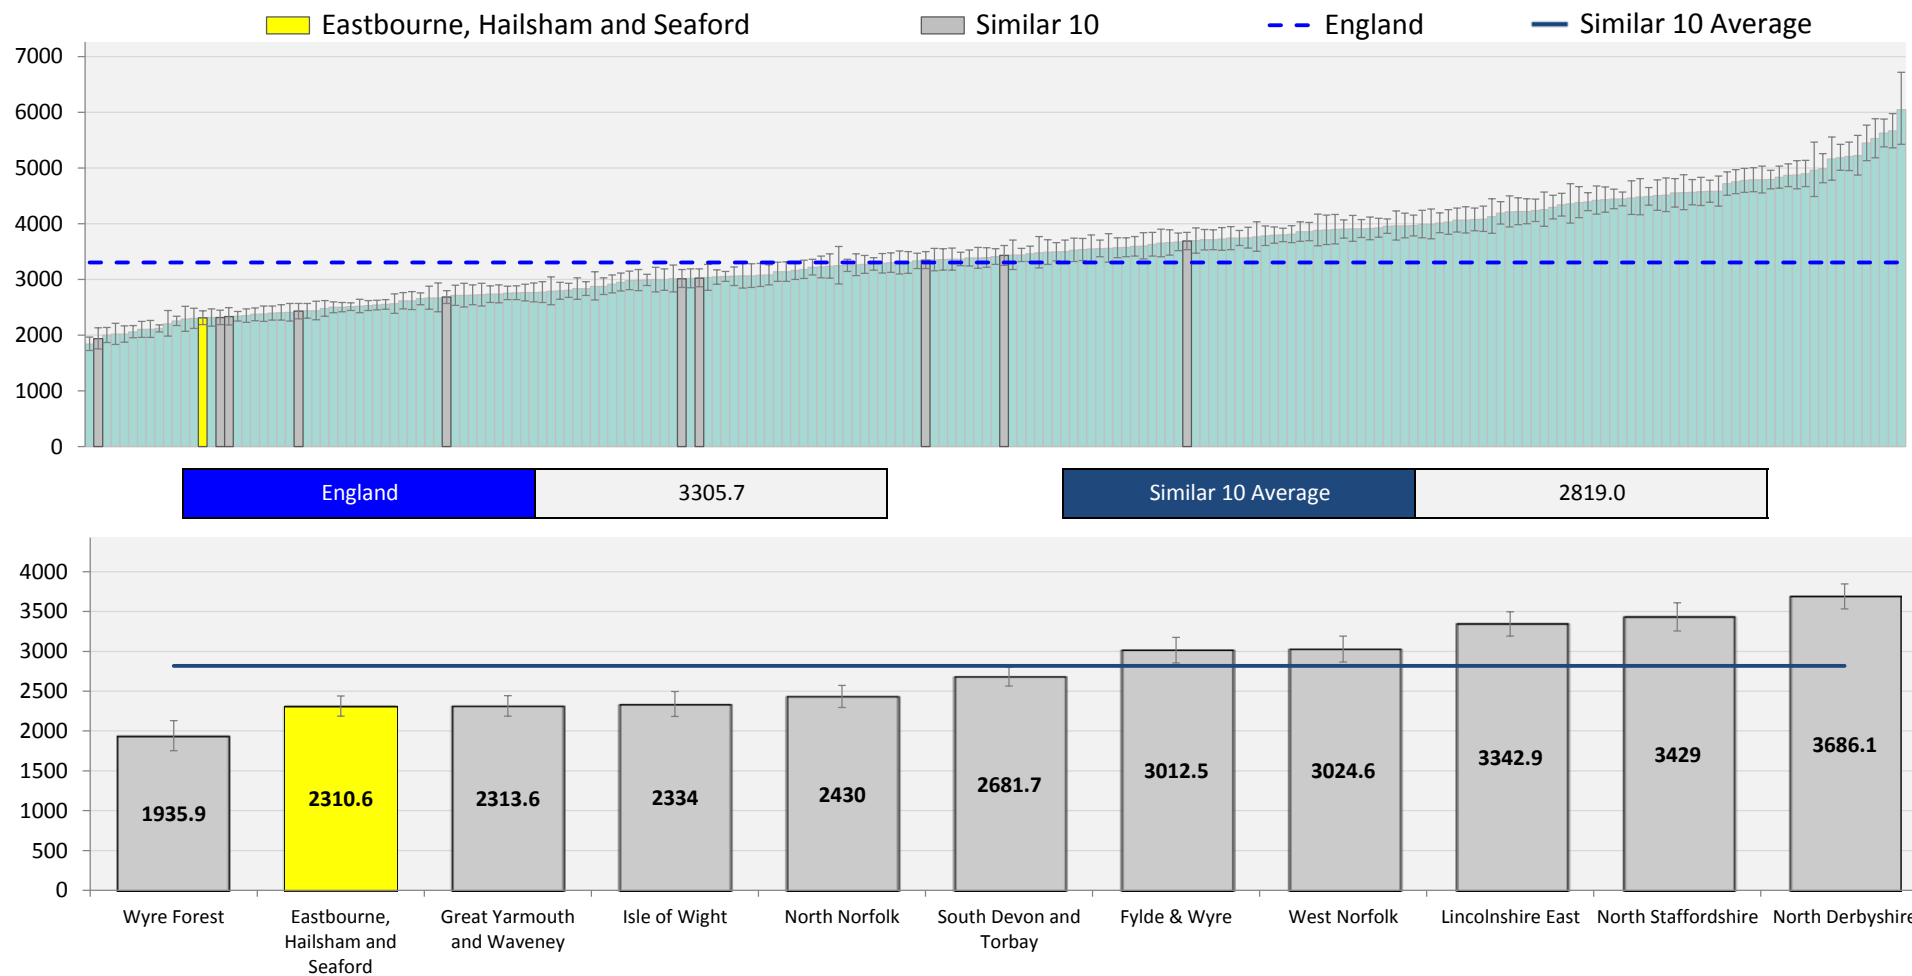 Eastbourne, Hailsham and Seaford
Similar 10
England
Similar 10 Average
7000
6000
5000
4000
3000
2000
1000
0
England
3305.7
Similar 10 Average
2819.0
4000
3500
3000
2500
2000
1500
1000
500
0
1935.9
2310.6
2313.6
2334
2430
2681.7
3012.5
3024.6
3342.9
3429
3686.1
Wyre Forest
Eastbourne,
Hailsham and
Seaford
Great Yarmouth
and Waveney
Isle of Wight
North Norfolk
South Devon and
Torbay
Fylde & Wyre
West Norfolk
Lincolnshire East
North Staffordshire
North Derbyshire